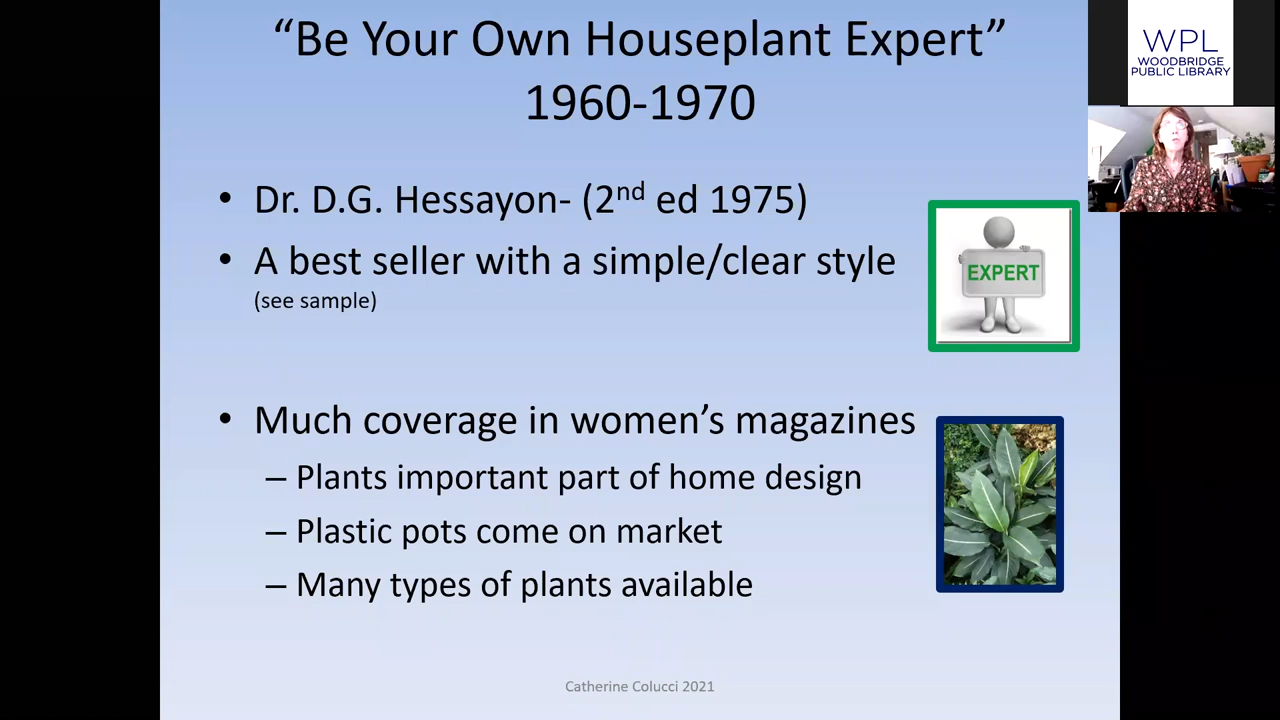 “Be Your Own Houseplant Expert”
1960-1970
WPL
WOODBRIDGE
PUBLIC LIBRARY
• Dr. D.G. Hessayon- (2nd ed 1975)
• A best seller with a simple/clear style
(see sample)
EXPERT
• Much coverage in women’s magazines
– Plants important part of home design
– Plastic pots come on market
– Many types of plants available
Catherine Colucci 2021